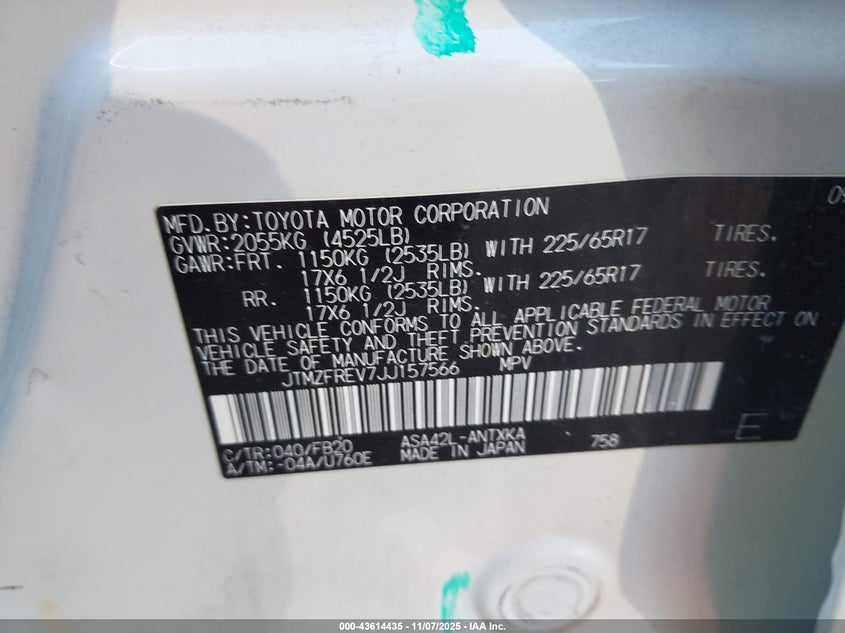 09
MFD. BY: TOYOTA MOTOR CORPORATION
GVWR: 2055KG (4525LB)
GAWR: FRT. 1150KG (2535LB) WITH 225/65R17 TIRES.
17X6 1/2J RIMS.
RR. 1150KG (2535LB) WITH 225/65R17 TIRES.
17X6 1/2J RIMS.
THIS VEHICLE CONFORMS TO ALL APPLICABLE FEDERAL MOTOR
VEHICLE SAFETY AND THEFT PREVENTION STANDARDS IN EFFECT ON
THE DATE OF MANUFACTURE SHOWN ABOVE.
JTMZFREV7JJ157566 MPV
C/TR: 040/FB20 ASA42L-ANTXKA 758 E
A/TM: -04A/U760E MADE IN JAPAN
000-43614435 - 11/07/2025 - IAA Inc.